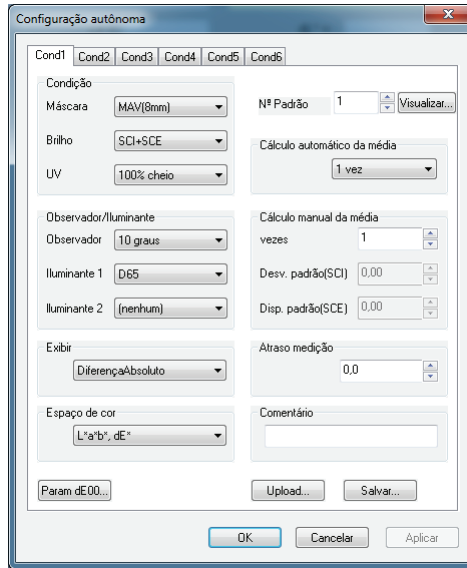 Configuração autônoma
Cond1 Cond2 Cond3 Cond4 Cond5 Cond6
Condição
Máscara MAV(8mm)
Nº Padrão 1 Visualizar...
Brilho SCI+SCE
Cálculo automático da média
UV 100% cheio
1 vez
Observador/Iluminante
Cálculo manual da média
Observador 10 graus
vezes 1
Iluminante 1 D65
Desv. padrão(SCI) 0,00
Iluminante 2 (nenhum)
Disp. padrão(SCE) 0,00
Exibir
Atraso medição
DiferençaAbsoluto
0,0
Espaço de cor
Comentário
L*a*b*, dE*
Param dE00... Upload... Salvar...
OK Cancelar Aplicar